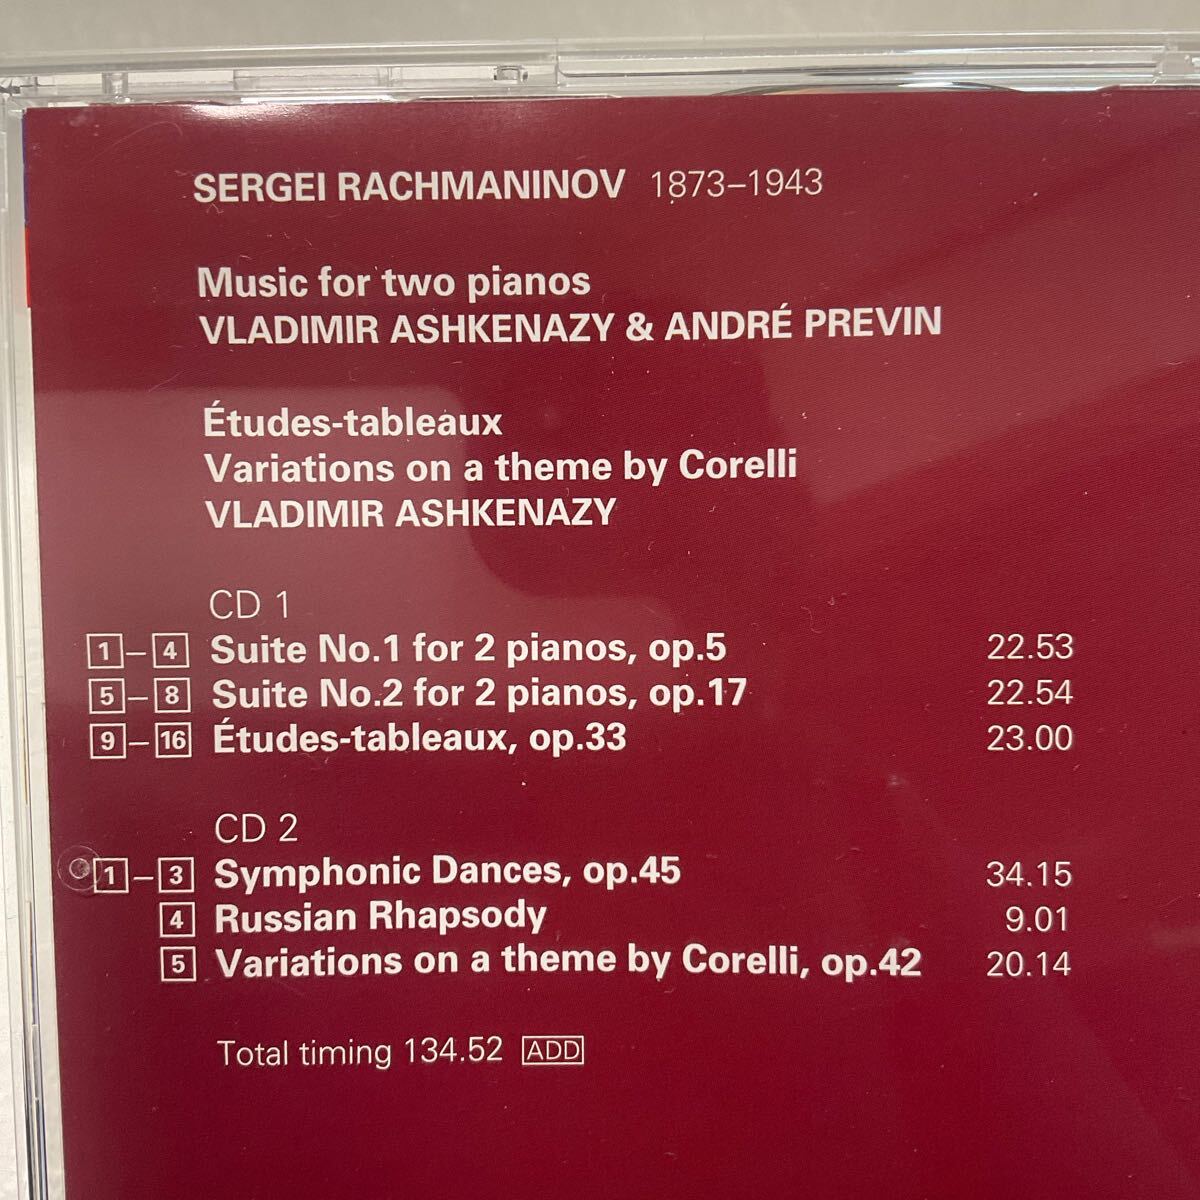 SERGEI RACHMANINOV 1873–1943
Music for two pianos
VLADIMIR ASHKENAZY & ANDRÉ PREVIN
Études-tableaux
Variations on a theme by Corelli
VLADIMIR ASHKENAZY
CD 1
1–4 Suite No.1 for 2 pianos, op.5 22.53
5–8 Suite No.2 for 2 pianos, op.17 22.54
9–16 Études-tableaux, op.33 23.00
CD 2
1–3 Symphonic Dances, op.45 34.15
4 Russian Rhapsody 9.01
5 Variations on a theme by Corelli, op.42 20.14
Total timing 134.52 ADD